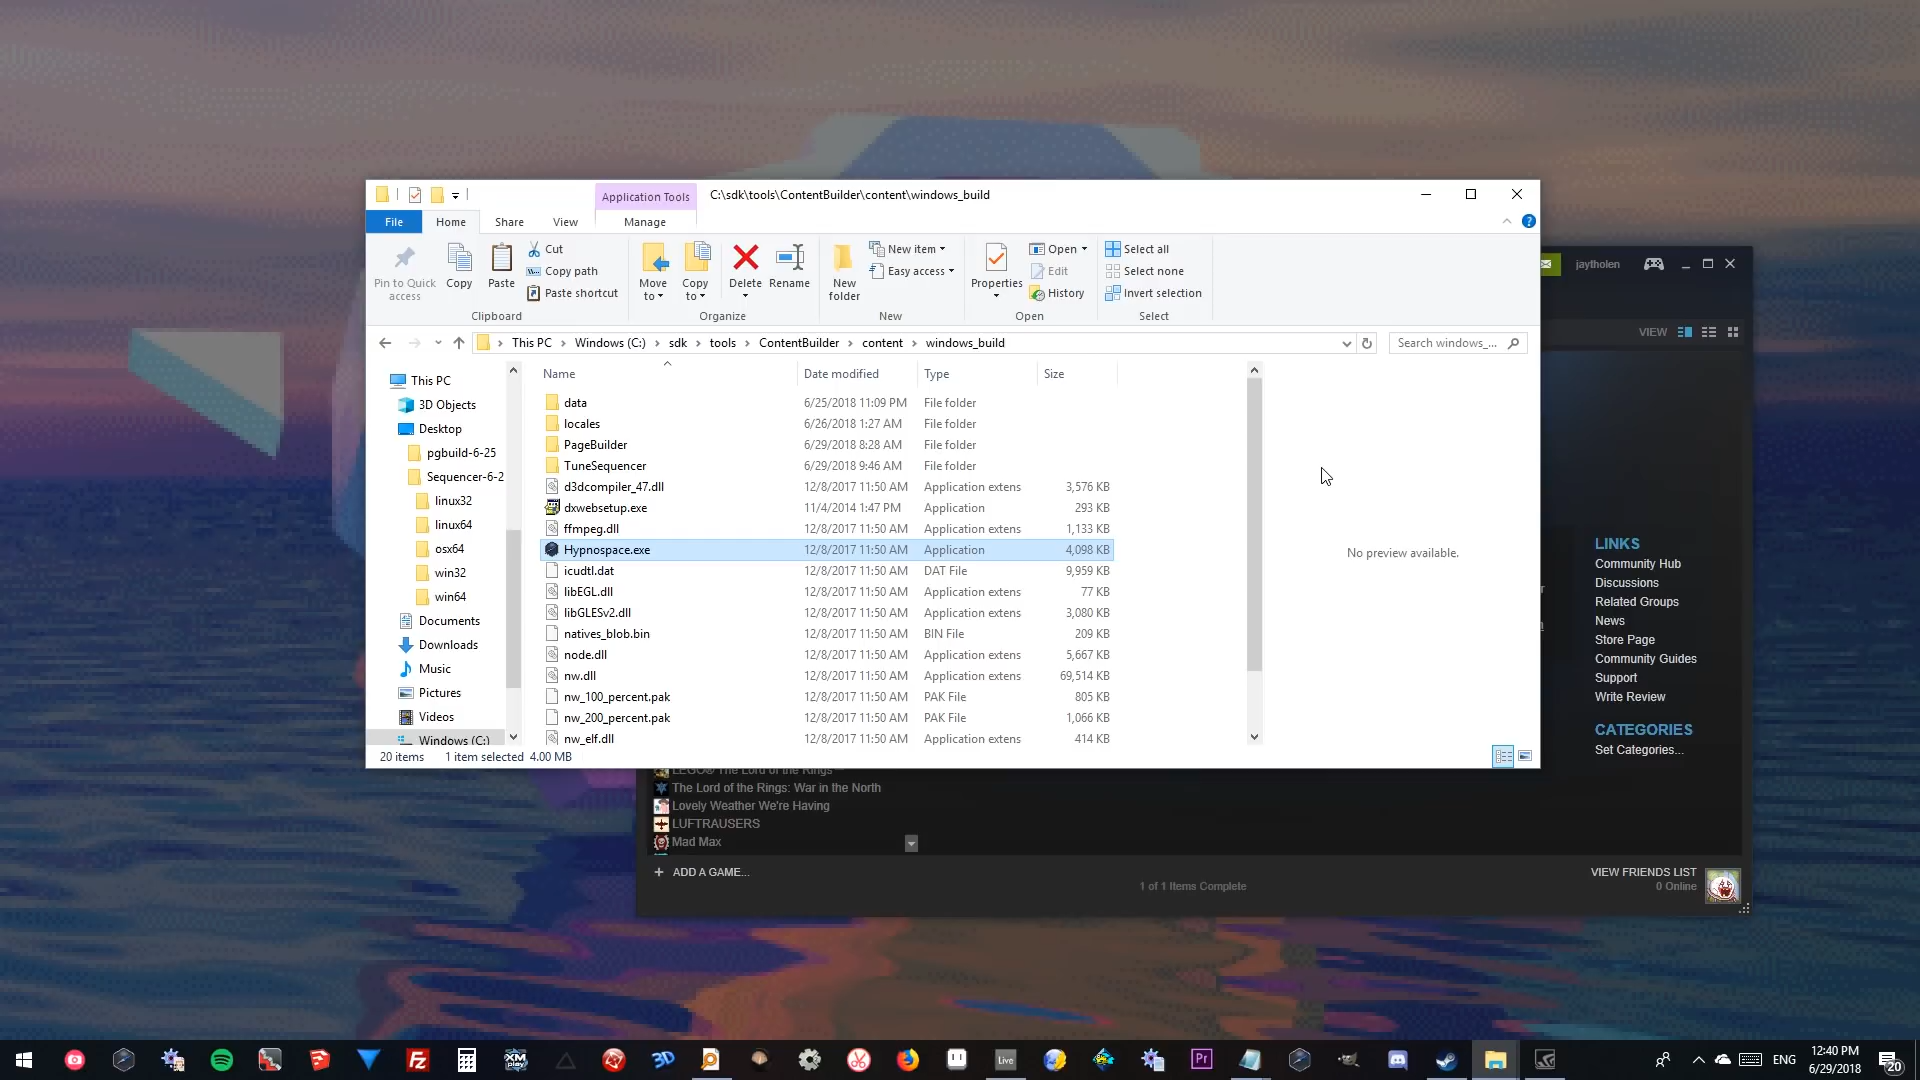 Application Tools
C:\sdk\tools\ContentBuilder\content\windows_build
File
Home
Share
View
Manage
Pin to Quick access
Copy
Paste
Cut
Copy path
Paste shortcut
Clipboard
Move to
Copy to
Delete
Rename
Organize
New folder
New item
Easy access
New
Properties
Open
Edit
History
Open
Select all
Select none
Invert selection
Select
This PC
Windows (C:)
sdk
tools
ContentBuilder
content
windows_build
Search windows_...
This PC
3D Objects
Desktop
pgbuild-6-25
Sequencer-6-2
linux32
linux64
osx64
win32
win64
Documents
Downloads
Music
Pictures
Videos
Windows (C:)
Name Date modified Type Size
data 6/25/2018 11:09 PM File folder
locales 6/26/2018 1:27 AM File folder
PageBuilder 6/29/2018 8:28 AM File folder
TuneSequencer 6/29/2018 9:46 AM File folder
d3dcompiler_47.dll 12/8/2017 11:50 AM Application extens 3,576 KB
dxwebsetup.exe 11/4/2014 1:47 PM Application 293 KB
ffmpeg.dll 12/8/2017 11:50 AM Application extens 1,133 KB
Hypnospace.exe 12/8/2017 11:50 AM Application 4,098 KB
icudtl.dat 12/8/2017 11:50 AM DAT File 9,959 KB
libEGL.dll 12/8/2017 11:50 AM Application extens 77 KB
libGLESv2.dll 12/8/2017 11:50 AM Application extens 3,080 KB
natives_blob.bin 12/8/2017 11:50 AM BIN File 209 KB
node.dll 12/8/2017 11:50 AM Application extens 5,667 KB
nw.dll 12/8/2017 11:50 AM Application extens 69,514 KB
nw_100_percent.pak 12/8/2017 11:50 AM PAK File 805 KB
nw_200_percent.pak 12/8/2017 11:50 AM PAK File 1,066 KB
nw_elf.dll 12/8/2017 11:50 AM Application extens 414 KB
No preview available.
20 items 1 item selected 4.00 MB
jaytholen
VIEW
LINKS
Community Hub
Discussions
Related Groups
News
Store Page
Community Guides
Support
Write Review
CATEGORIES
Set Categories...
LEGO® The Lord of the Rings™
The Lord of the Rings: War in the North
Lovely Weather We're Having
LUFTRAUSERS
Mad Max
+ ADD A GAME...
1 of 1 Items Complete
VIEW FRIENDS LIST
0 Online
Fz
XM play
3D
Live
Pr
ENG
12:40 PM
6/29/2018
20